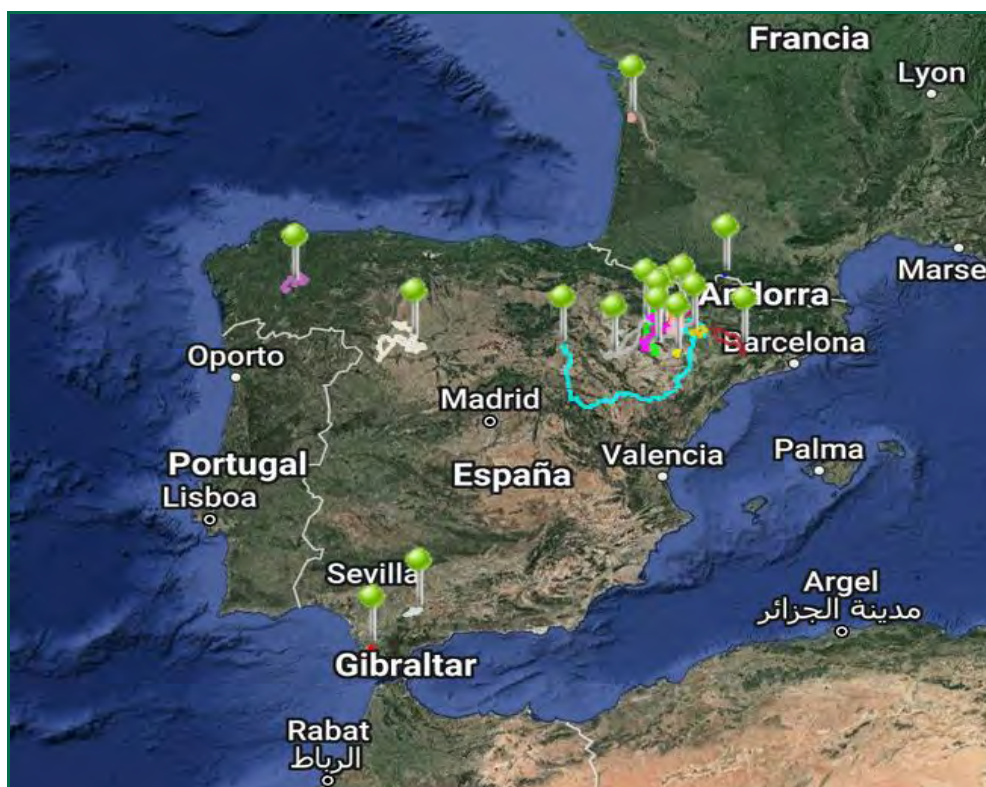 Francia
Lyon
Marse
Andorra
Barcelona
Oporto
Madrid
Portugal
España
Valencia
Palma
Lisboa
Sevilla
Argel
مدينة الجزائر
Gibraltar
Rabat
الرباط